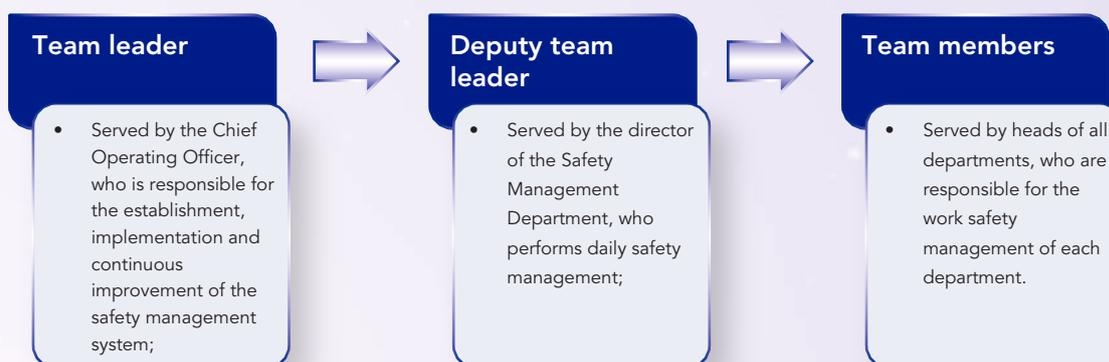 Team leader
• Served by the Chief
Operating Officer,
who is responsible for
the establishment,
implementation and
continuous
improvement of the
safety management
system;
Deputy team
leader
• Served by the director
of the Safety
Management
Department, who
performs daily safety
management;
Team members
• Served by heads of all
departments, who are
responsible for the
work safety
management of each
department.